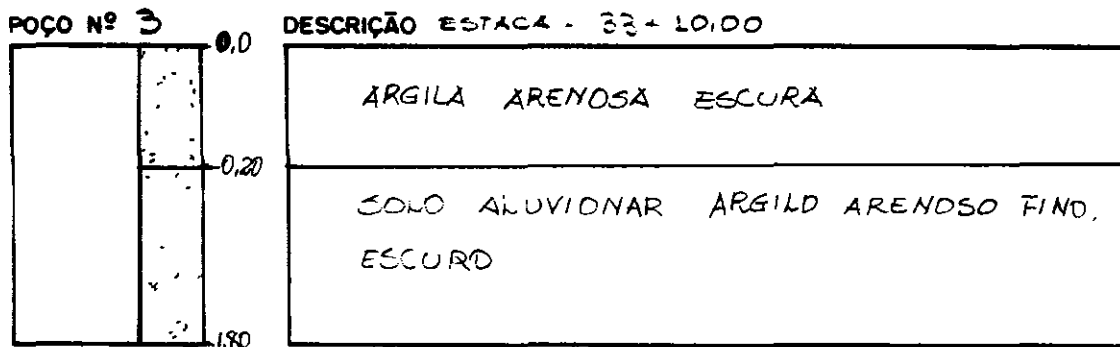 POÇO Nº 3 DESCRIÇÃO ESTACA - 33+10,00
0,0
ARGILA ARENOSA ESCURA
0,20
SOLO ALUVIONAR ARGILO ARENOSO FINO,
ESCURO
1,80